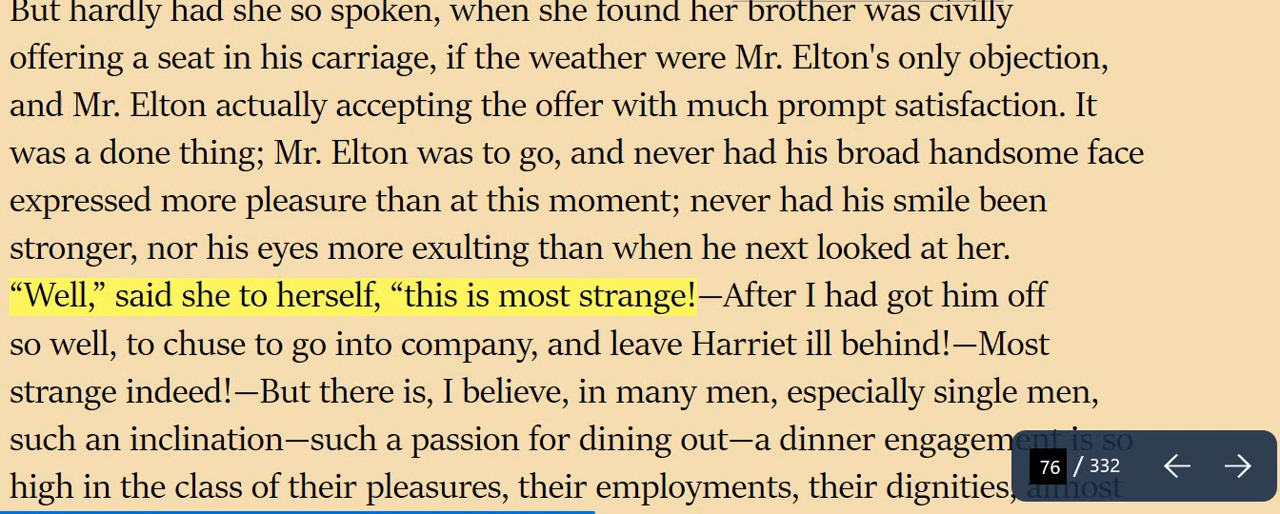 But hardly had she so spoken, when she found her brother was civilly
offering a seat in his carriage, if the weather were Mr. Elton's only objection,
and Mr. Elton actually accepting the offer with much prompt satisfaction. It
was a done thing; Mr. Elton was to go, and never had his broad handsome face
expressed more pleasure than at this moment; never had his smile been
stronger, nor his eyes more exulting than when he next looked at her.
“Well,” said she to herself, “this is most strange!—After I had got him off
so well, to chuse to go into company, and leave Harriet ill behind!—Most
strange indeed!—But there is, I believe, in many men, especially single men,
such an inclination—such a passion for dining out—a dinner engagement is so
high in the class of their pleasures, their employments, their dignities, almost
76 / 332